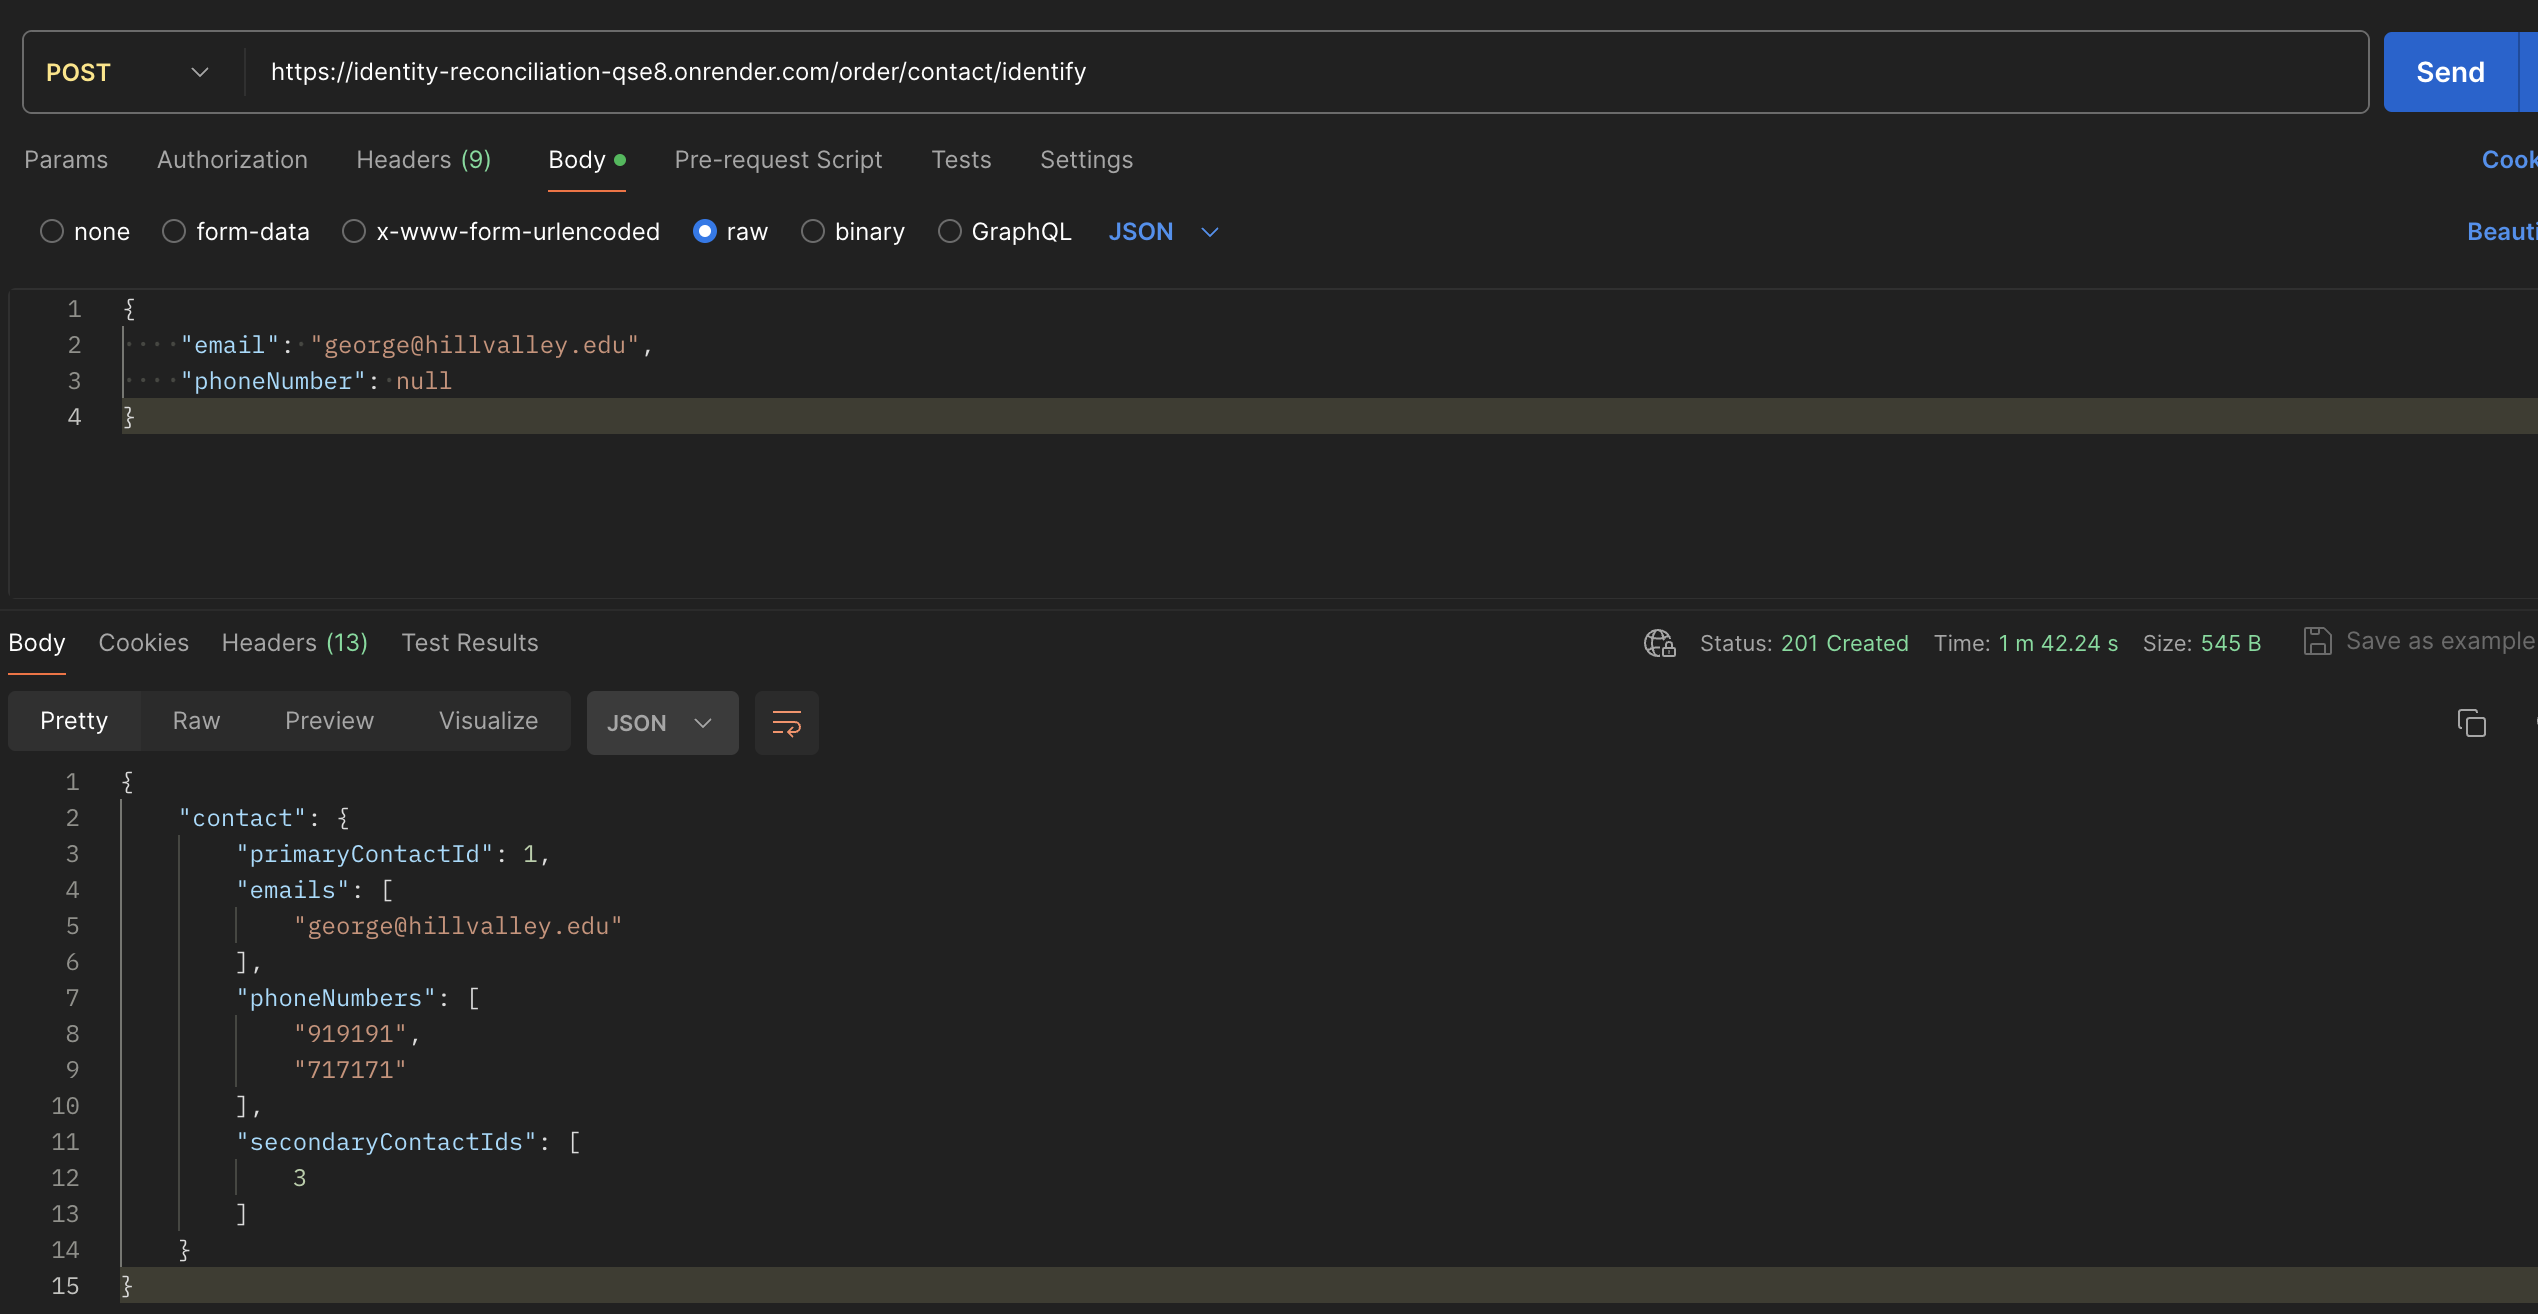 POST https://identity-reconciliation-qse8.onrender.com/order/contact/identify Send
Params Authorization Headers (9) Body Pre-request Script Tests Settings Cook
none form-data x-www-form-urlencoded raw binary GraphQL JSON Beauti
1 {
2 "email": "george@hillvalley.edu",
3 "phoneNumber": null
4 }
Body Cookies Headers (13) Test Results Status: 201 Created Time: 1 m 42.24 s Size: 545 B Save as example
Pretty Raw Preview Visualize JSON
1 {
2 "contact": {
3 "primaryContactId": 1,
4 "emails": [
5 "george@hillvalley.edu"
6 ],
7 "phoneNumbers": [
8 "919191",
9 "717171"
10 ],
11 "secondaryContactIds": [
12 3
13 ]
14 }
15 }